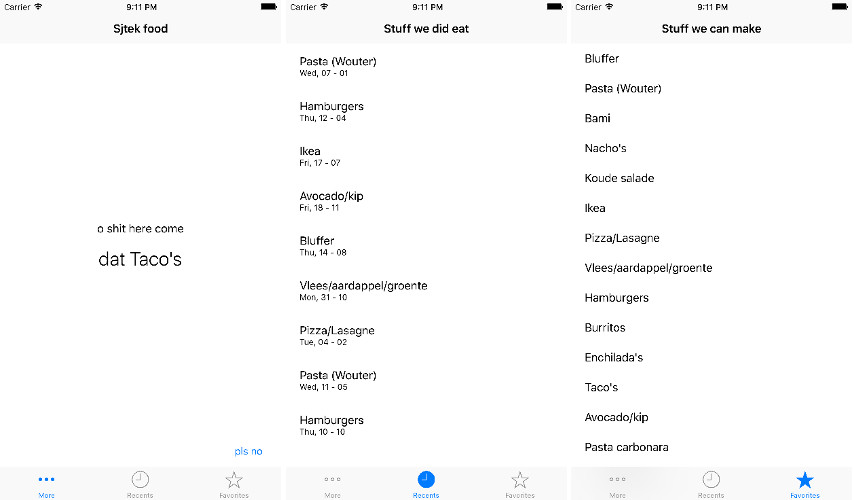 Carrier 9:11 PM
Sjtek food
o shit here come
dat Taco's
pls no
More Recents Favorites
Carrier 9:11 PM
Stuff we did eat
Pasta (Wouter)
Wed, 07 - 01
Hamburgers
Thu, 12 - 04
Ikea
Fri, 17 - 07
Avocado/kip
Fri, 18 - 11
Bluffer
Thu, 14 - 08
Vlees/aardappel/groente
Mon, 31 - 10
Pizza/Lasagne
Tue, 04 - 02
Pasta (Wouter)
Wed, 11 - 05
Hamburgers
Thu, 10 - 10
More Recents Favorites
Carrier 9:11 PM
Stuff we can make
Bluffer
Pasta (Wouter)
Bami
Nacho's
Koude salade
Ikea
Pizza/Lasagne
Vlees/aardappel/groente
Hamburgers
Burritos
Enchilada's
Taco's
Avocado/kip
Pasta carbonara
More Recents Favorites